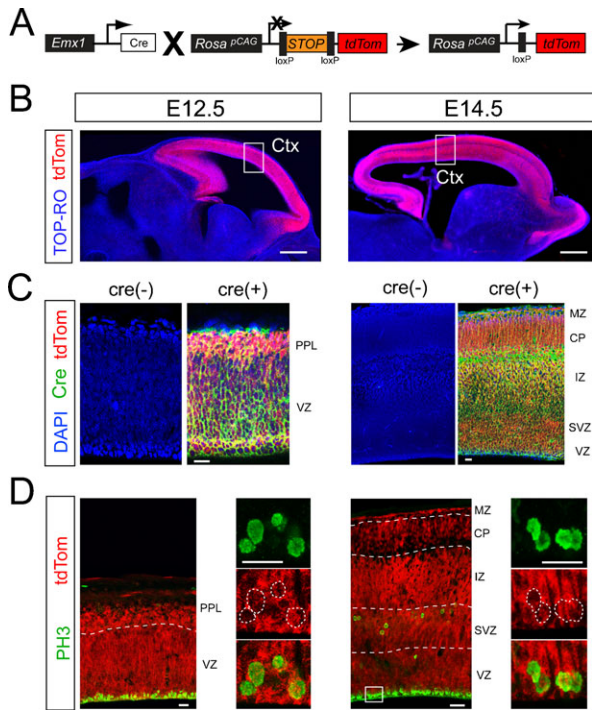 A
Emx1 Cre X Rosa pCAG X STOP tdTom Rosa pCAG tdTom
loxP loxP loxP
B
E12.5 E14.5
TOP-RO tdTom
Ctx
Ctx
C
cre(-) cre(+) cre(-) cre(+)
DAPI Cre tdTom
PPL
VZ
MZ
CP
IZ
SVZ
VZ
D
PH3 tdTom
PPL
VZ
MZ
CP
IZ
SVZ
VZ